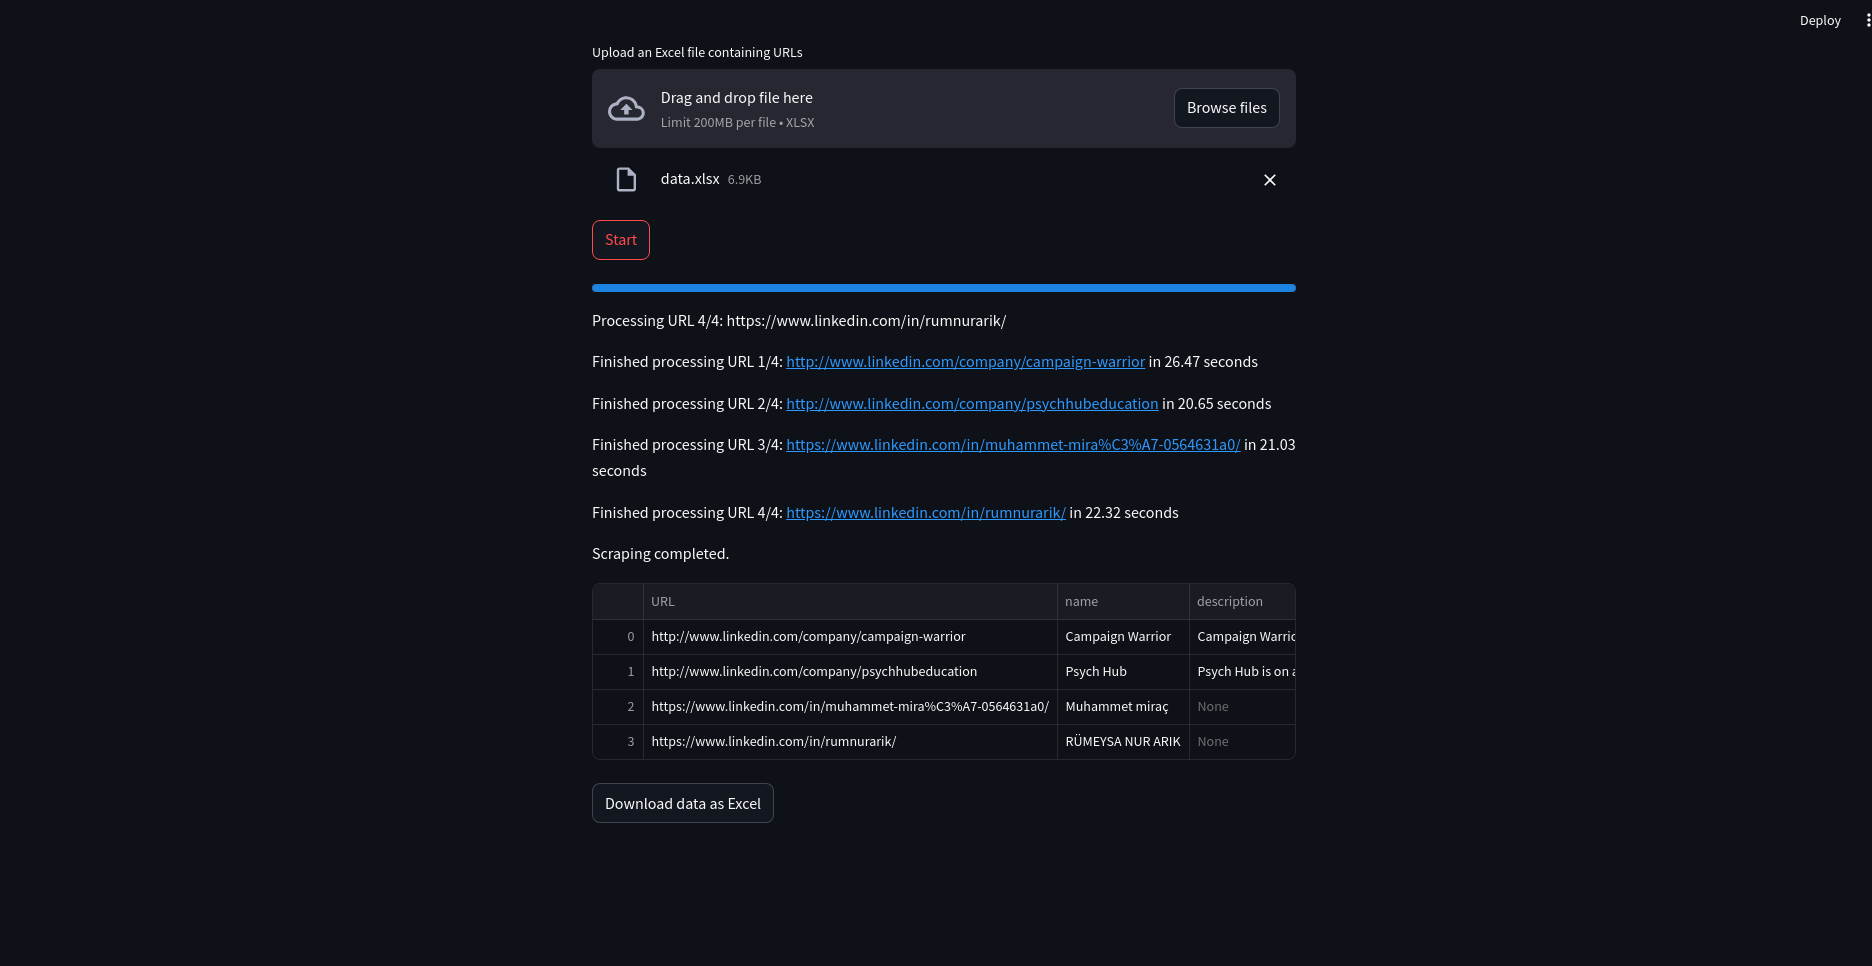 Deploy
Upload an Excel file containing URLs
Drag and drop file here
Limit 200MB per file • XLSX
Browse files
data.xlsx 6.9KB
Start
Processing URL 4/4: https://www.linkedin.com/in/rumnurarik/
Finished processing URL 1/4: http://www.linkedin.com/company/campaign-warrior in 26.47 seconds
Finished processing URL 2/4: http://www.linkedin.com/company/psychhubeducation in 20.65 seconds
Finished processing URL 3/4: https://www.linkedin.com/in/muhammet-mira%C3%A7-0564631a0/ in 21.03
seconds
Finished processing URL 4/4: https://www.linkedin.com/in/rumnurarik/ in 22.32 seconds
Scraping completed.
URL name description
0 http://www.linkedin.com/company/campaign-warrior Campaign Warrior Campaign Warric
1 http://www.linkedin.com/company/psychhubeducation Psych Hub Psych Hub is on a
2 https://www.linkedin.com/in/muhammet-mira%C3%A7-0564631a0/ Muhammet miraç None
3 https://www.linkedin.com/in/rumnurarik/ RÜMEYSA NUR ARIK None
Download data as Excel